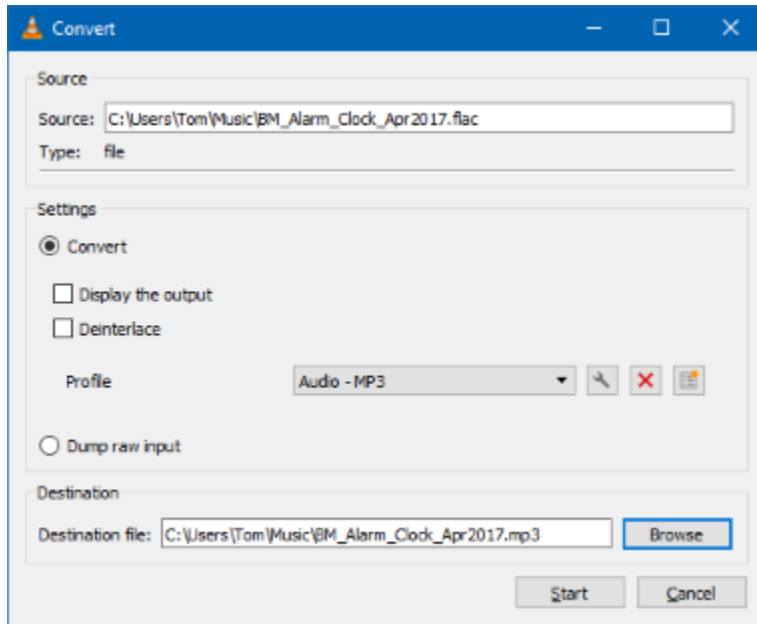 Convert
Source
Source: C:\Users\Tom\Music\BM_Alarm_Clock_Apr2017.flac
Type: file
Settings
Convert
Display the output
Deinterlace
Profile Audio - MP3
Dump raw input
Destination
Destination file: C:\Users\Tom\Music\BM_Alarm_Clock_Apr2017.mp3 Browse
Start Cancel